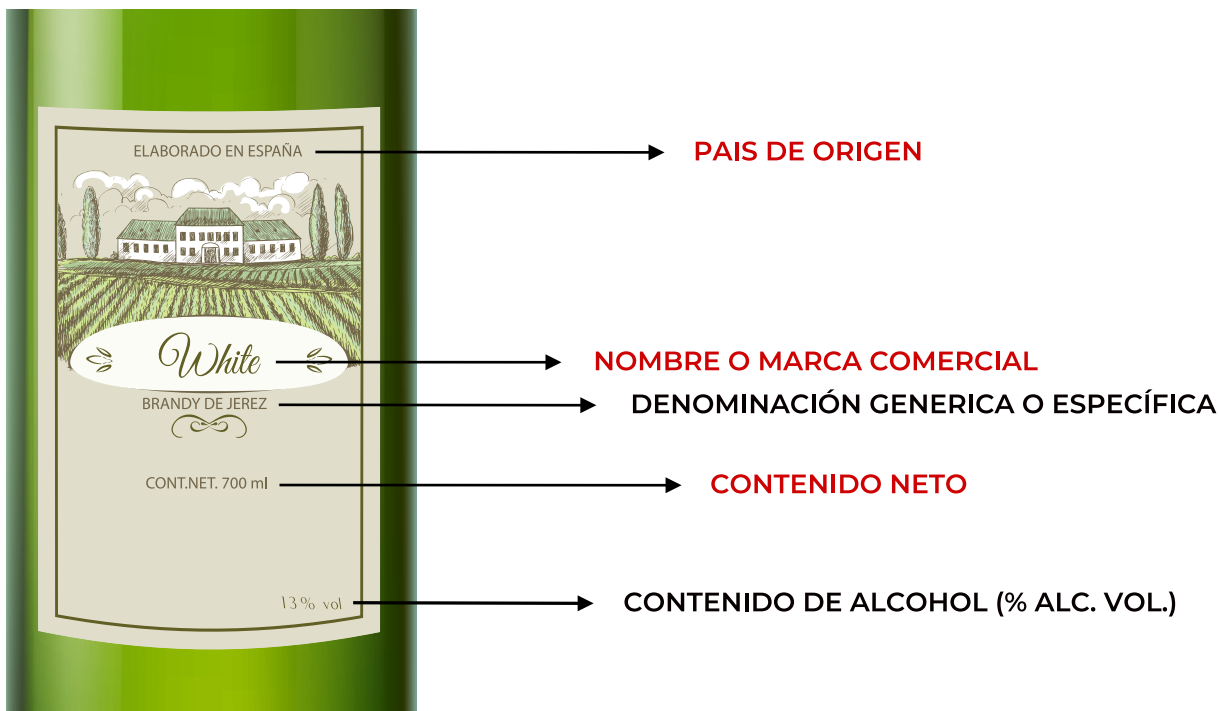 ELABORADO EN ESPAÑA
PAIS DE ORIGEN
White
NOMBRE O MARCA COMERCIAL
BRANDY DE JEREZ
DENOMINACIÓN GENERICA O ESPECÍFICA
CONT.NET. 700 ml
CONTENIDO NETO
13% vol
CONTENIDO DE ALCOHOL (% ALC. VOL.)